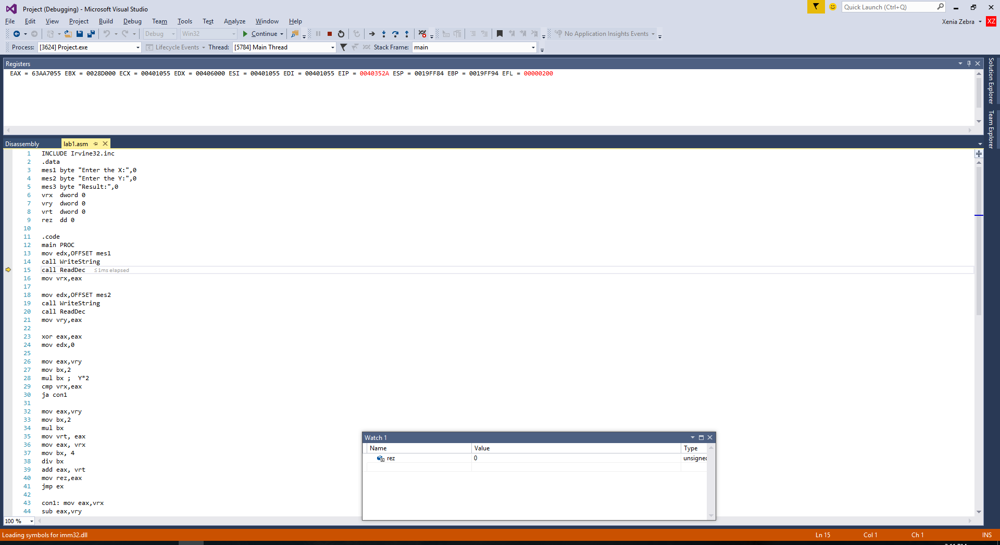 Project (Debugging) - Microsoft Visual Studio
Quick Launch (Ctrl+Q)
File Edit View Project Build Debug Team Tools Test Analyze Window Help
Xenia Zebra XZ
Debug Win32 Continue No Application Insights Events
Process: [3624] Project.exe Lifecycle Events Thread: [5784] Main Thread Stack Frame: main
Registers
EAX = 63AA7055 EBX = 0028D000 ECX = 00401055 EDX = 00406000 ESI = 00401055 EDI = 00401055 EIP = 0040352A ESP = 0019FF84 EBP = 0019FF94 EFL = 00000200
Solution Explorer
Team Explorer
Disassembly lab1.asm
1 INCLUDE Irvine32.inc
2 .data
3 mes1 byte "Enter the X:",0
4 mes2 byte "Enter the Y:",0
5 mes3 byte "Result:",0
6 vrx  dword 0
7 vry  dword 0
8 vrt  dword 0
9 rez  dd 0
10
11 .code
12 main PROC
13 mov edx,OFFSET mes1
14 call WriteString
15 call ReadDec ≤1ms elapsed
16 mov vrx,eax
17
18 mov edx,OFFSET mes2
19 call WriteString
20 call ReadDec
21 mov vry,eax
22
23 xor eax,eax
24 mov edx,0
25
26 mov eax,vry
27 mov bx,2
28 mul bx ;  Y*2
29 cmp vrx,eax
30 ja con1
31
32 mov eax,vry
33 mov bx,2
34 mul bx
35 mov vrt, eax
36 mov eax, vrx
37 mov bx, 4
38 div bx
39 add eax, vrt
40 mov rez,eax
41 jmp ex
42
43 con1: mov eax,vrx
44 sub eax,vry
Watch 1
Name Value Type
rez 0 unsigned
100 %
Loading symbols for imm32.dll
Ln 15 Col 1 Ch 1 INS